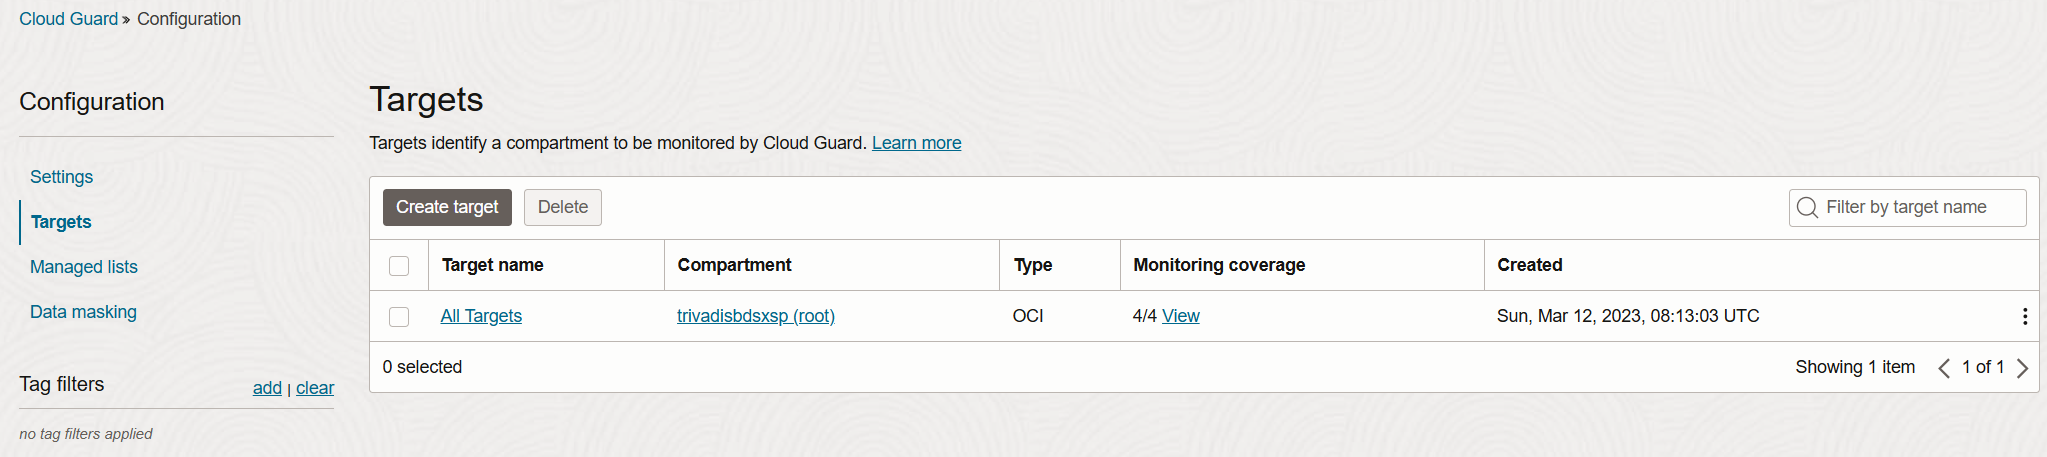 Cloud Guard » Configuration
Configuration
Settings
Targets
Managed lists
Data masking
Tag filters
add | clear
no tag filters applied
Targets
Targets identify a compartment to be monitored by Cloud Guard. Learn more
Create target Delete Filter by target name
Target name Compartment Type Monitoring coverage Created
All Targets trivadisbdsxsp (root) OCI 4/4 View Sun, Mar 12, 2023, 08:13:03 UTC
0 selected Showing 1 item 1 of 1